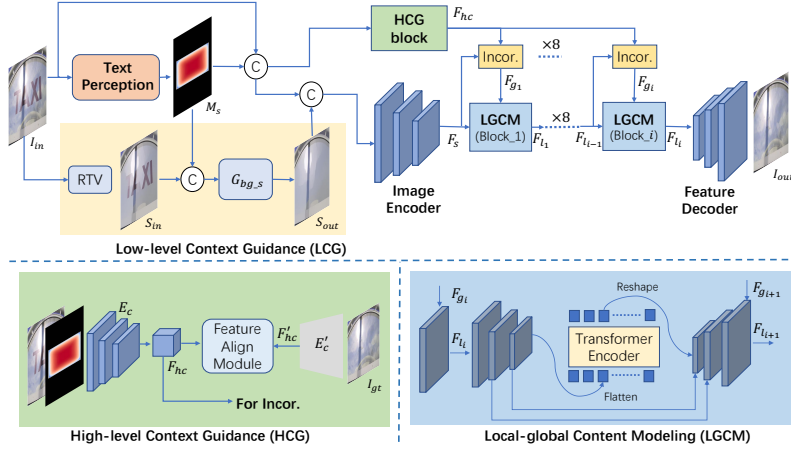 HCG
block
F_hc
Incor.
×8
Incor.
Text
Perception
C
M_s
C
F_g1
F_gi
I_in
LGCM
(Block_1)
×8
LGCM
(Block_i)
F_s
F_l1
F_li-1
F_li
RTV
C
G_bg_s
S_in
S_out
Image
Encoder
Feature
Decoder
I_out
Low-level Context Guidance (LCG)
E_c
Feature
Align
Module
F_hc
F'_hc
E'_c
I_gt
For Incor.
High-level Context Guidance (HCG)
F_gi
Reshape
F_gi+1
F_li
Transformer
Encoder
F_li+1
Flatten
Local-global Content Modeling (LGCM)